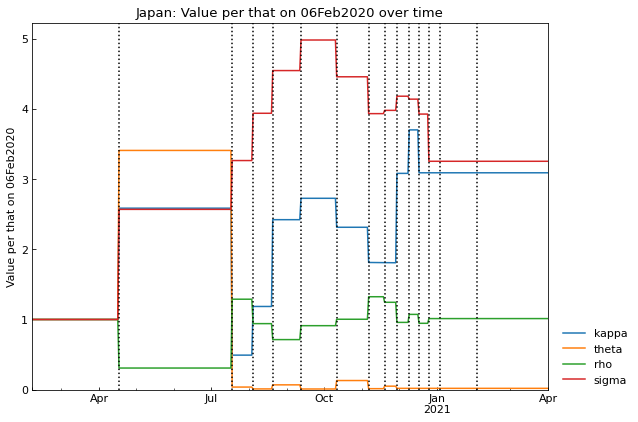 Japan: Value per that on 06Feb2020 over time
Value per that on 06Feb2020
5
4
3
2
1
0
Apr
Jul
Oct
Jan
2021
Apr
kappa
theta
rho
sigma